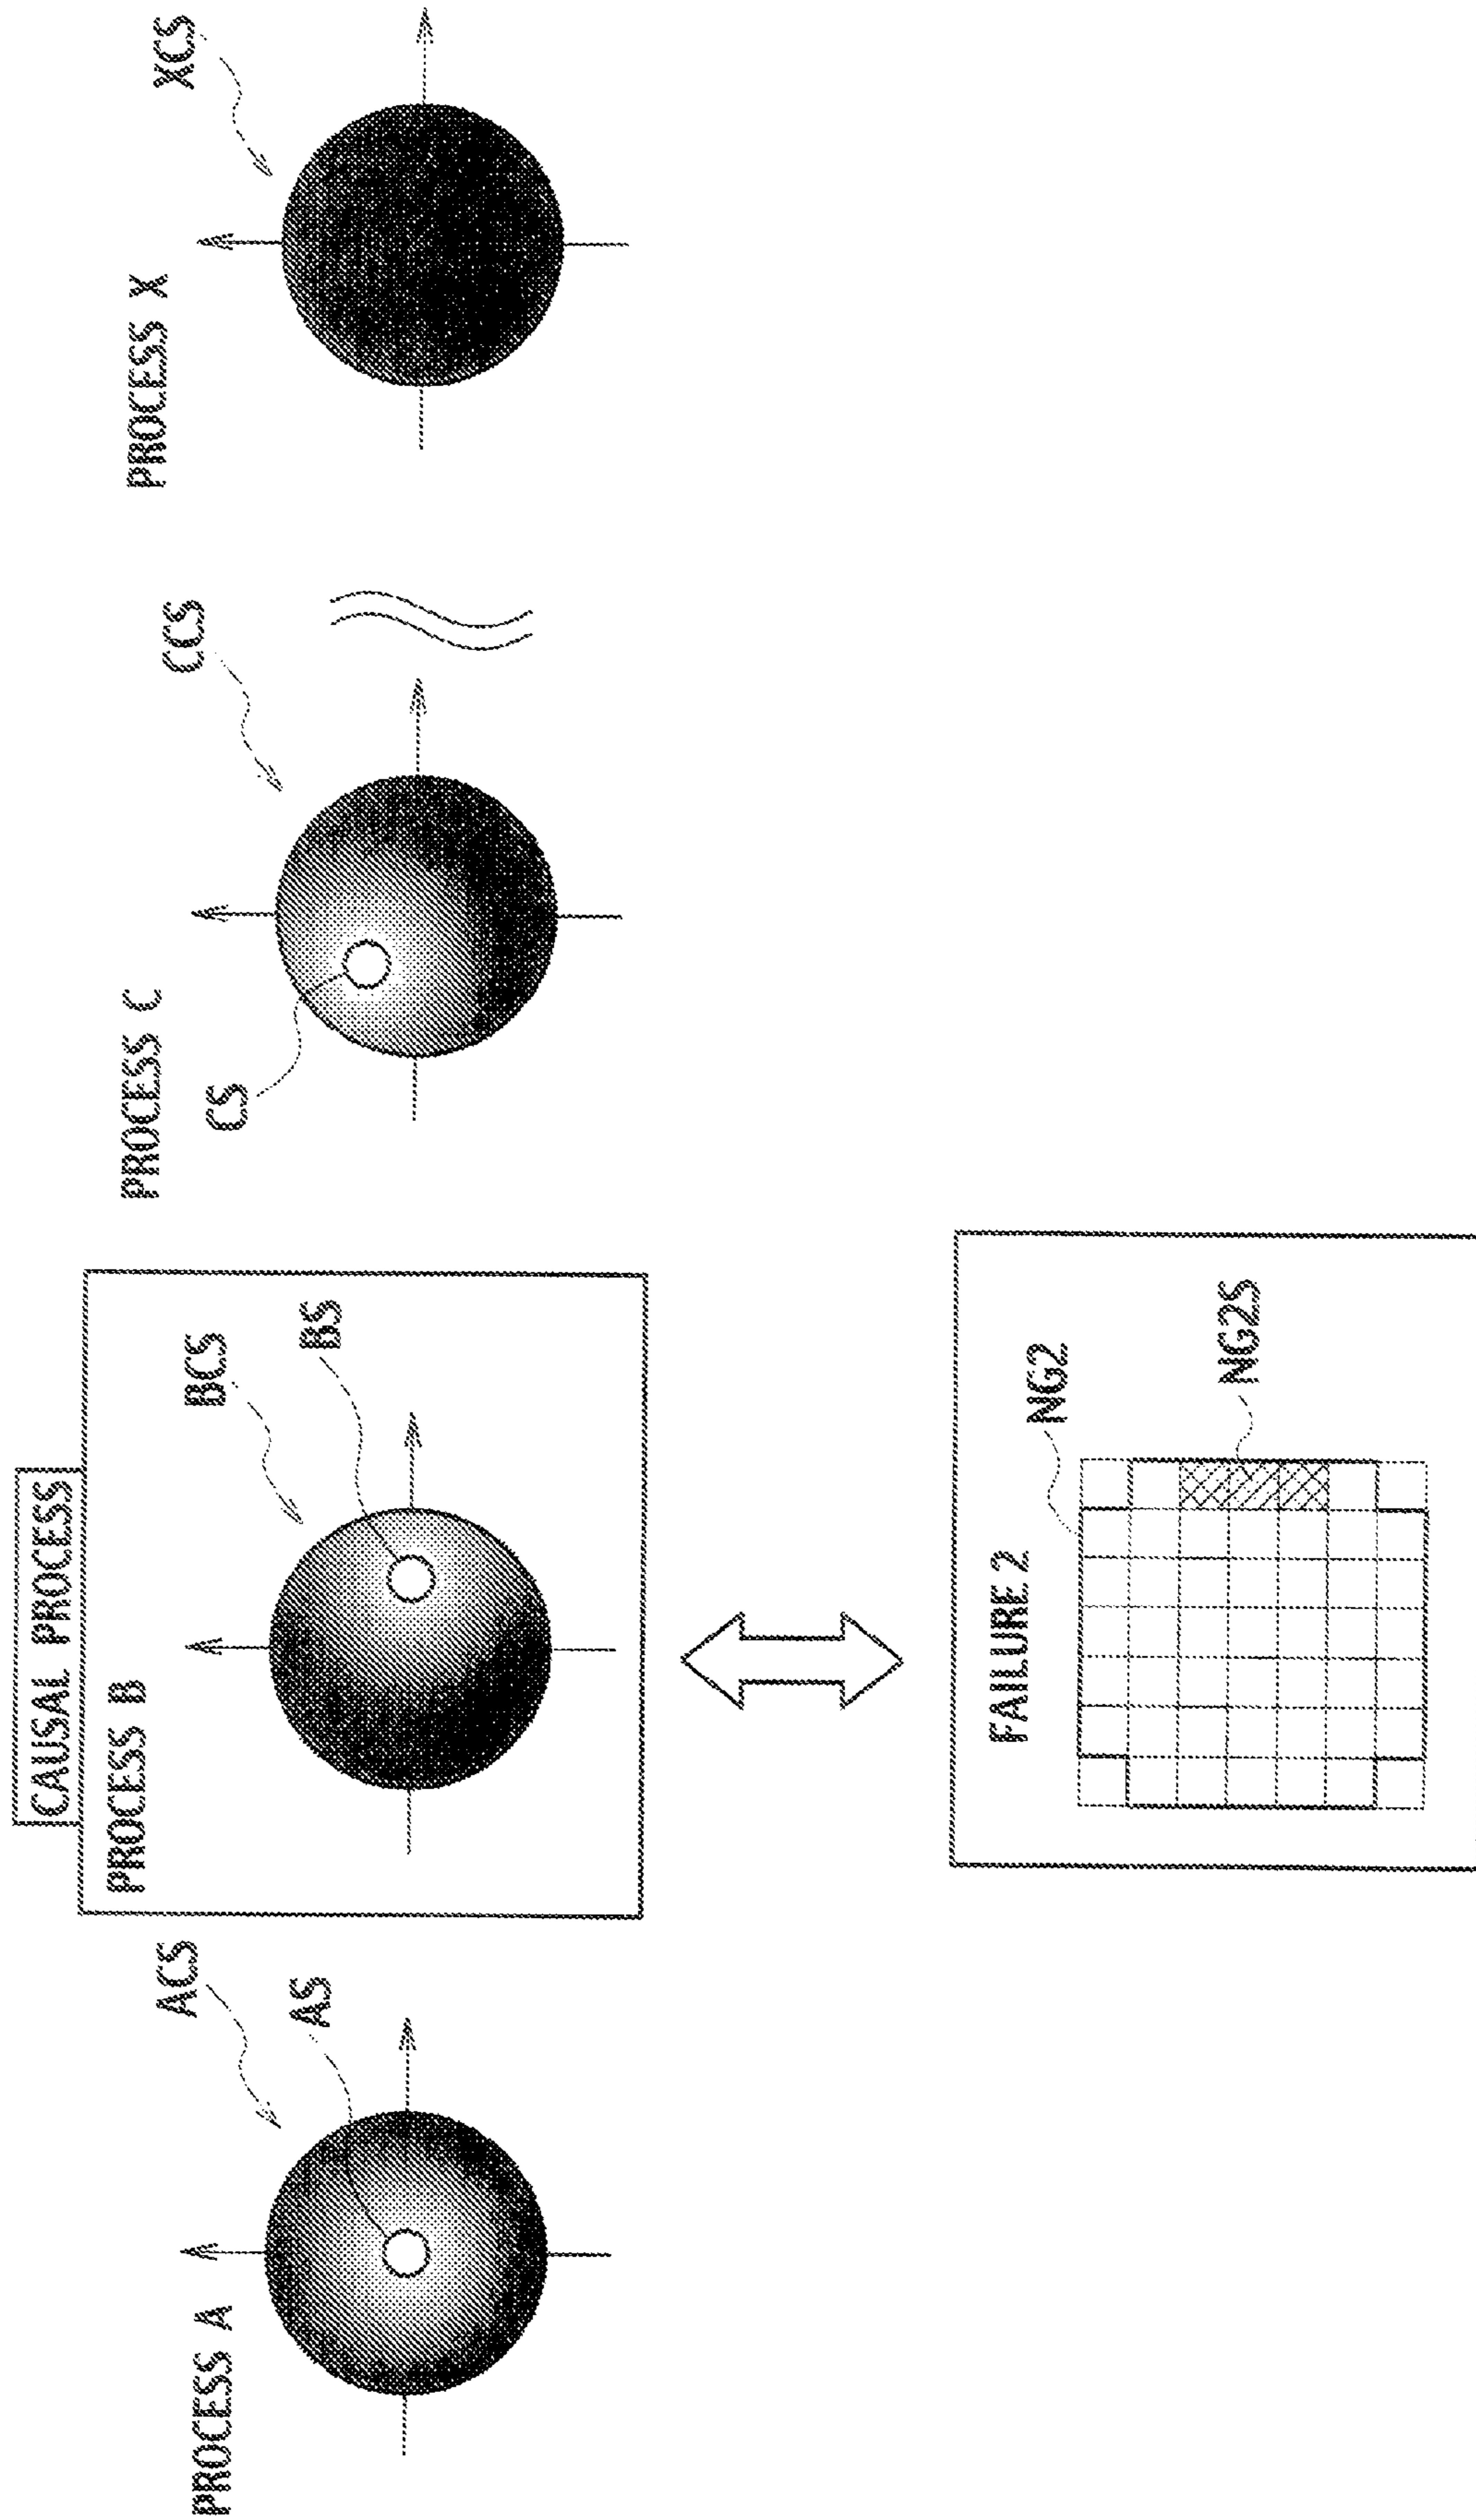 CAUSAL PROCESS
PROCESS A
ACS
AS
PROCESS B
BCS
BS
PROCESS C
CS
CCS
PROCESS X
XCS
FAILURE 2
NG2
NG2S